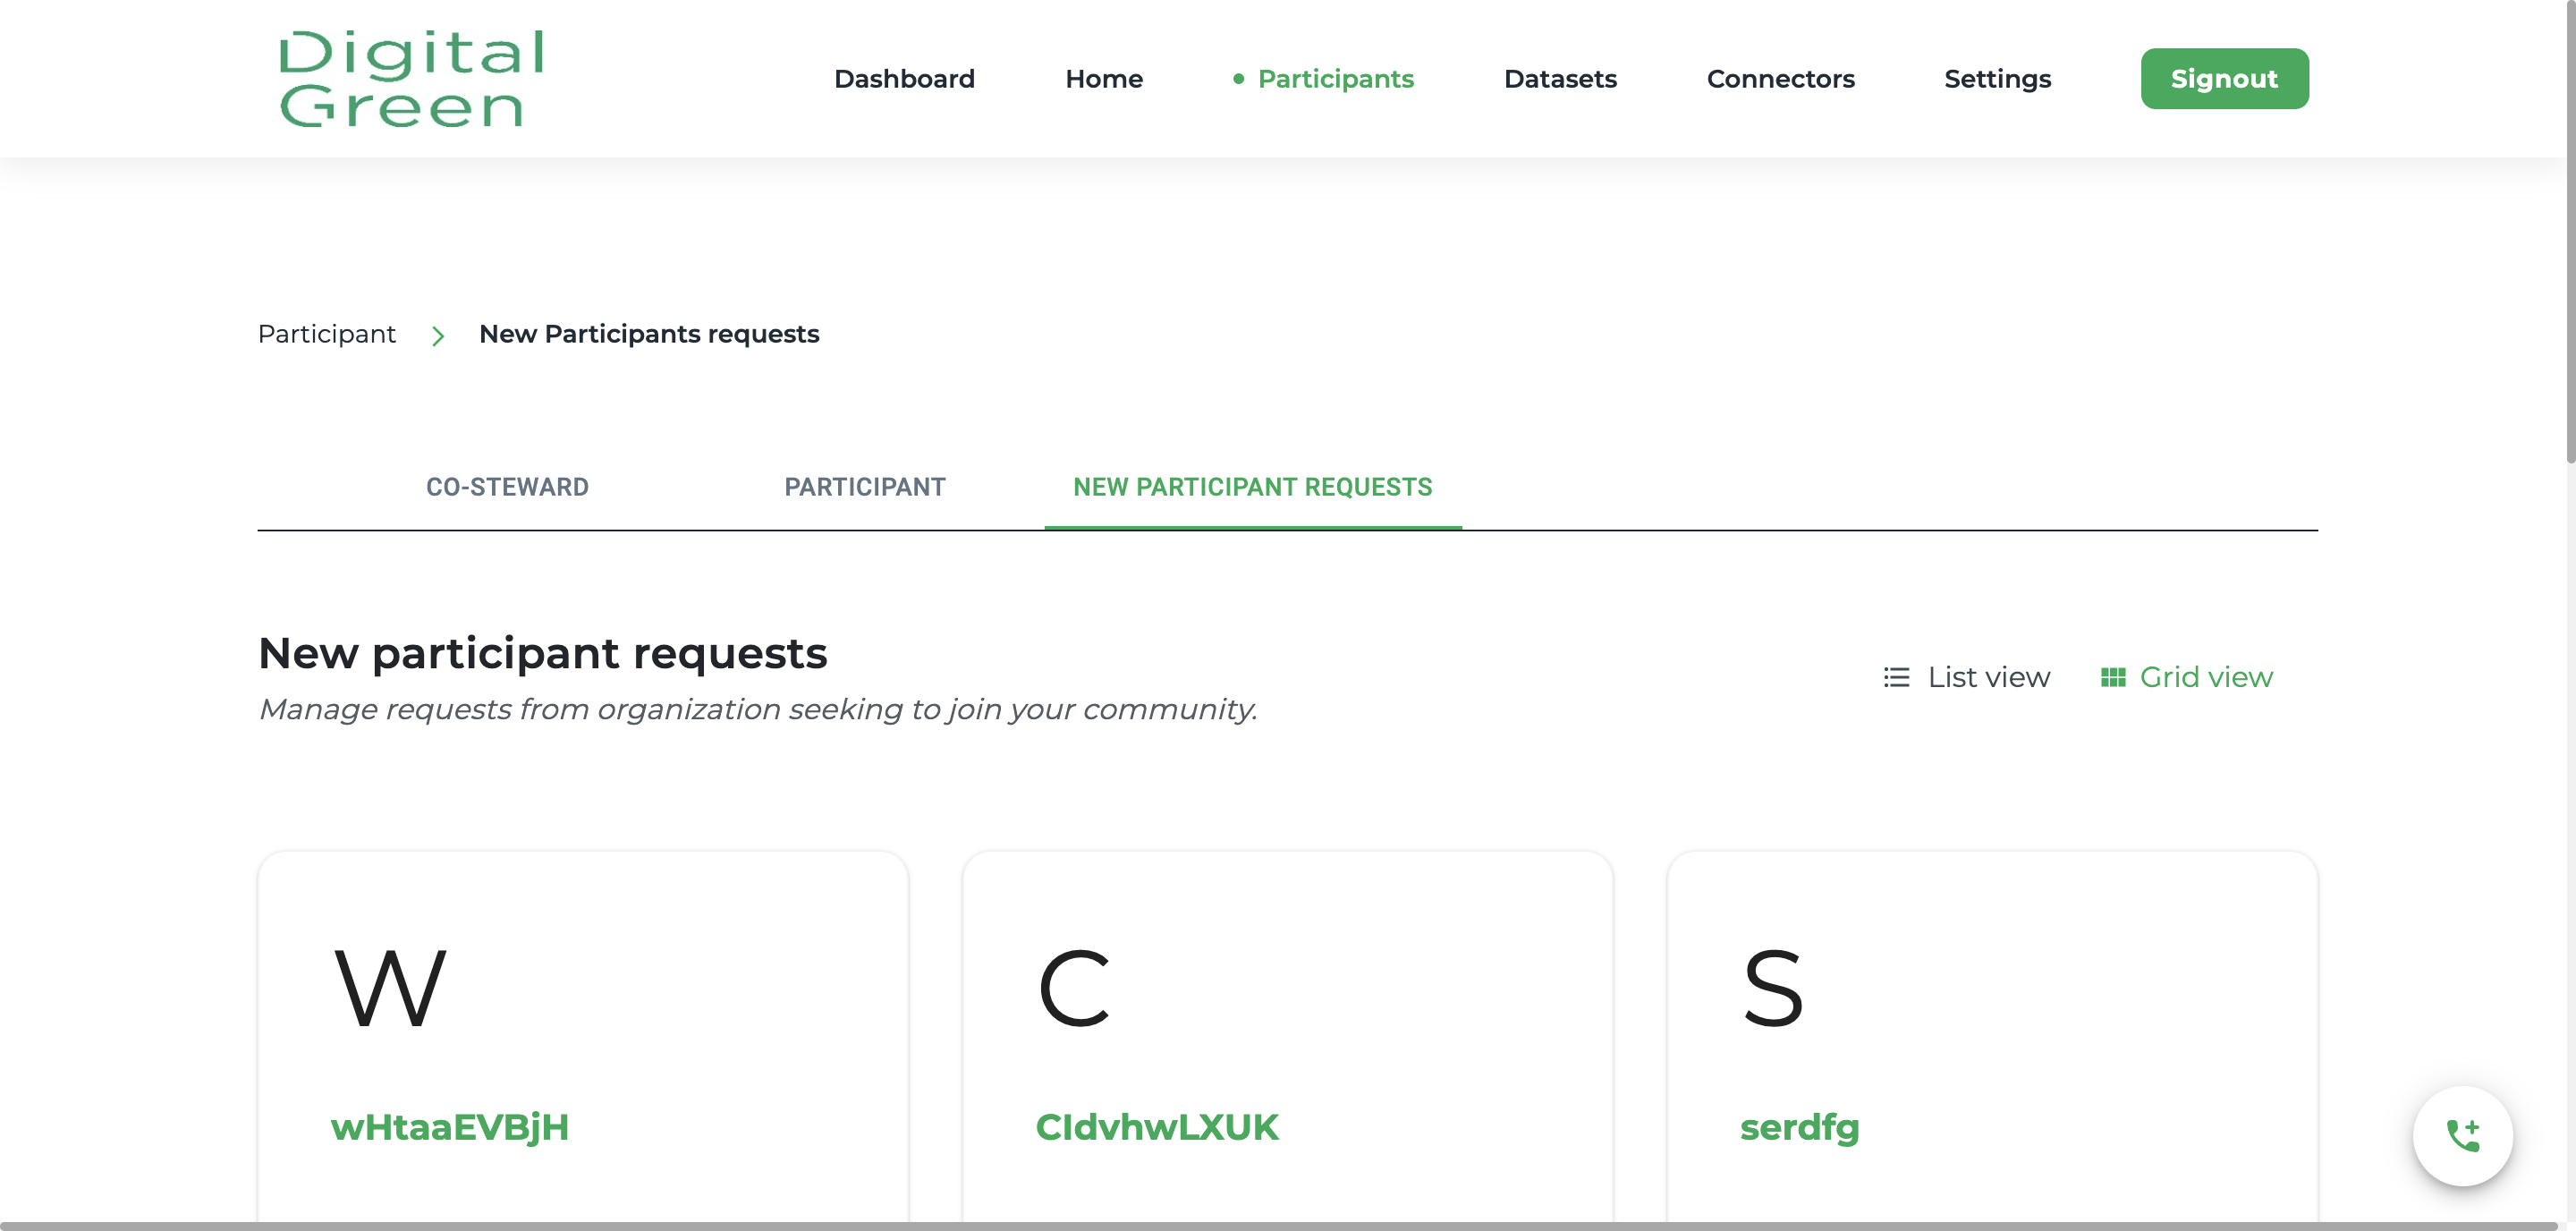 Digital
Green
Dashboard Home Participants Datasets Connectors Settings Signout
Participant New Participants requests
CO-STEWARD PARTICIPANT NEW PARTICIPANT REQUESTS
New participant requests
Manage requests from organization seeking to join your community.
List view Grid view
W C S
wHtaaEVBjH CIdvhwLXUK serdfg